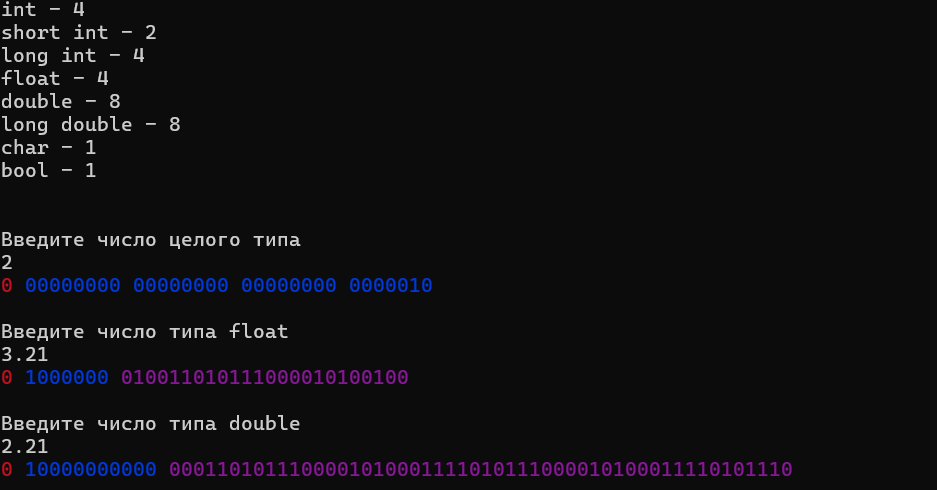 int - 4
short int - 2
long int - 4
float - 4
double - 8
long double - 8
char - 1
bool - 1
Введите число целого типа
2
0 00000000 00000000 00000000 0000010
Введите число типа float
3.21
0 1000000 010011010111000010100100
Введите число типа double
2.21
0 10000000000 0001101011100001010001111010111000010100011110101110